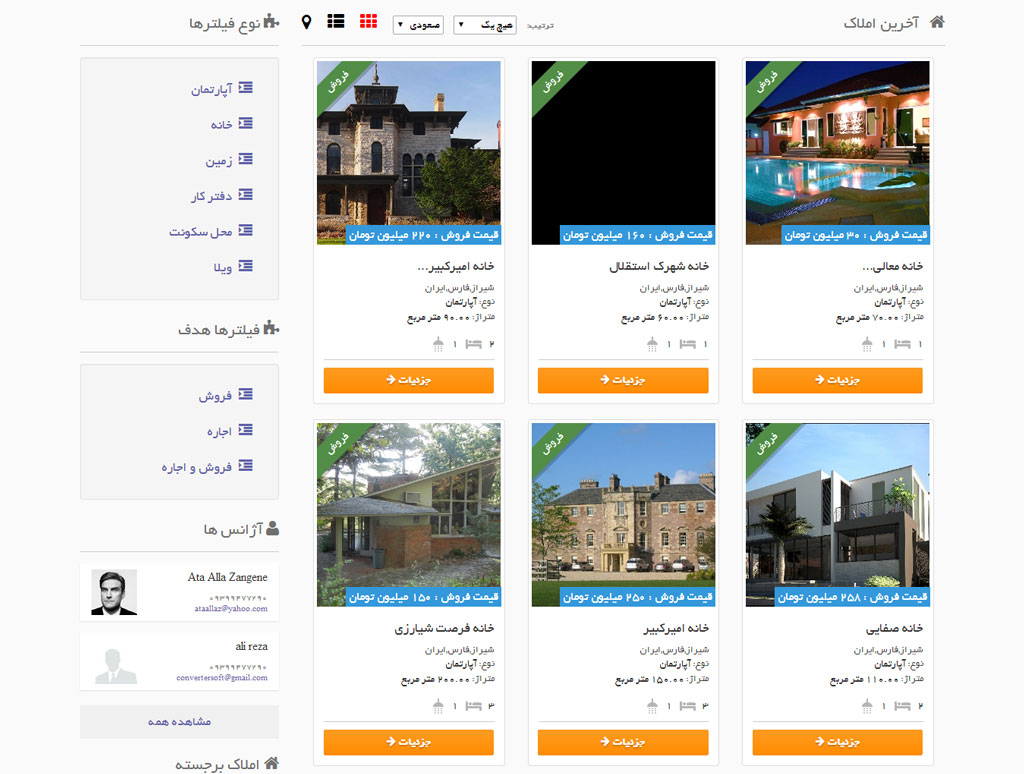 آخرین املاک
ترتیب:
هیچ یک
صعودی
فروش
قیمت فروش : ۳۰ میلیون تومان
خانه معالی...
شیراز,فارس,ایران
نوع: آپارتمان
متراژ: ۷۰.۰۰ متر مربع
۱ ۱
جزئیات
فروش
قیمت فروش : ۱۶۰ میلیون تومان
خانه شهرک استقلال
شیراز,فارس,ایران
نوع: آپارتمان
متراژ: ۶۰.۰۰ متر مربع
۱ ۱
جزئیات
فروش
قیمت فروش : ۲۲۰ میلیون تومان
خانه امیرکبیر...
شیراز,فارس,ایران
نوع: آپارتمان
متراژ: ۹۰.۰۰ متر مربع
۲ ۱
جزئیات
فروش
قیمت فروش : ۲۵۸ میلیون تومان
خانه صفایی
شیراز,فارس,ایران
نوع: آپارتمان
متراژ: ۱۱۰.۰۰ متر مربع
۲ ۱
جزئیات
فروش
قیمت فروش : ۲۵۰ میلیون تومان
خانه امیرکبیر
شیراز,فارس,ایران
نوع: آپارتمان
متراژ: ۱۵۰.۰۰ متر مربع
۳ ۱
جزئیات
فروش
قیمت فروش : ۱۵۰ میلیون تومان
خانه فرصت شیارزی
شیراز,فارس,ایران
نوع: آپارتمان
متراژ: ۲۰۰.۰۰ متر مربع
۳ ۱
جزئیات
نوع فیلترها
آپارتمان
خانه
زمین
دفتر کار
محل سکونت
ویلا
فیلترها هدف
فروش
اجاره
فروش و اجاره
آژانس ها
Ata Alla Zangene
۰۹۳۹۹۴۷۷۲۹۰
ataallaz@yahoo.com
ali reza
۰۹۳۹۹۴۷۷۲۹۰
convertersoft@gmail.com
مشاهده همه
املاک برجسته